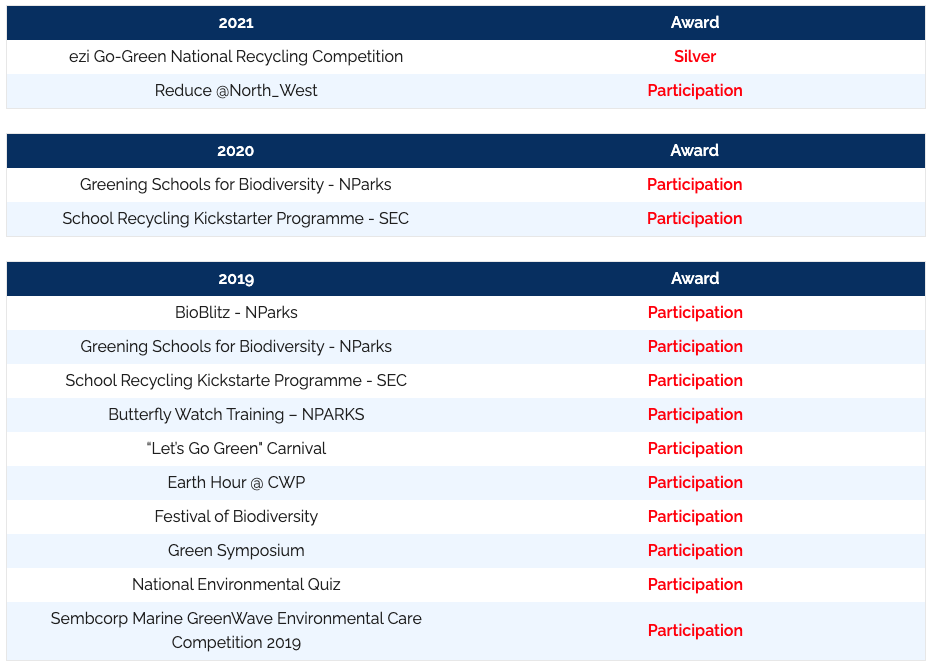 2021 Award
ezi Go-Green National Recycling Competition Silver
Reduce @North_West Participation
2020 Award
Greening Schools for Biodiversity - NParks Participation
School Recycling Kickstarter Programme - SEC Participation
2019 Award
BioBlitz - NParks Participation
Greening Schools for Biodiversity - NParks Participation
School Recycling Kickstarte Programme - SEC Participation
Butterfly Watch Training – NPARKS Participation
“Let’s Go Green" Carnival Participation
Earth Hour @ CWP Participation
Festival of Biodiversity Participation
Green Symposium Participation
National Environmental Quiz Participation
Sembcorp Marine GreenWave Environmental Care
Competition 2019 Participation